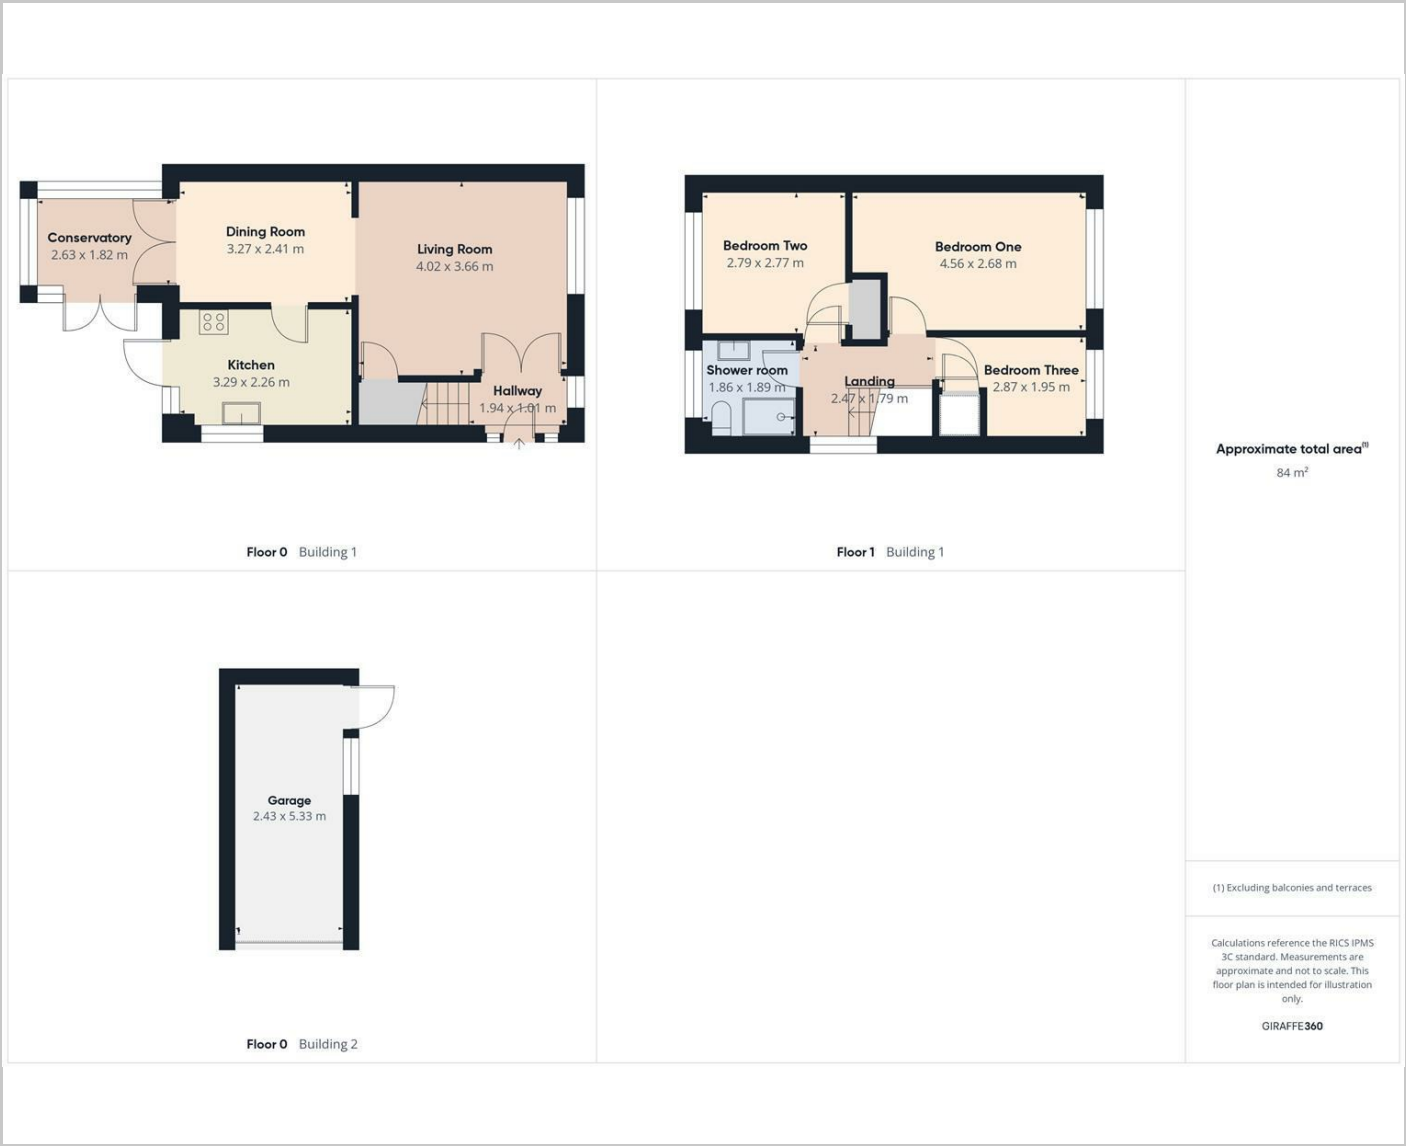 Conservatory
2.63 x 1.82 m
Dining Room
3.27 x 2.41 m
Living Room
4.02 x 3.66 m
Kitchen
3.29 x 2.26 m
Hallway
1.94 x 1.01 m
Floor 0 Building 1
Bedroom Two
2.79 x 2.77 m
Bedroom One
4.56 x 2.68 m
Shower room
1.86 x 1.89 m
Landing
2.47 x 1.79 m
Bedroom Three
2.87 x 1.95 m
Floor 1 Building 1
Garage
2.43 x 5.33 m
Floor 0 Building 2
Approximate total area(1)
84 m²
(1) Excluding balconies and terraces
Calculations reference the RICS IPMS
3C standard. Measurements are
approximate and not to scale. This
floor plan is intended for illustration
only.
GIRAFFE360